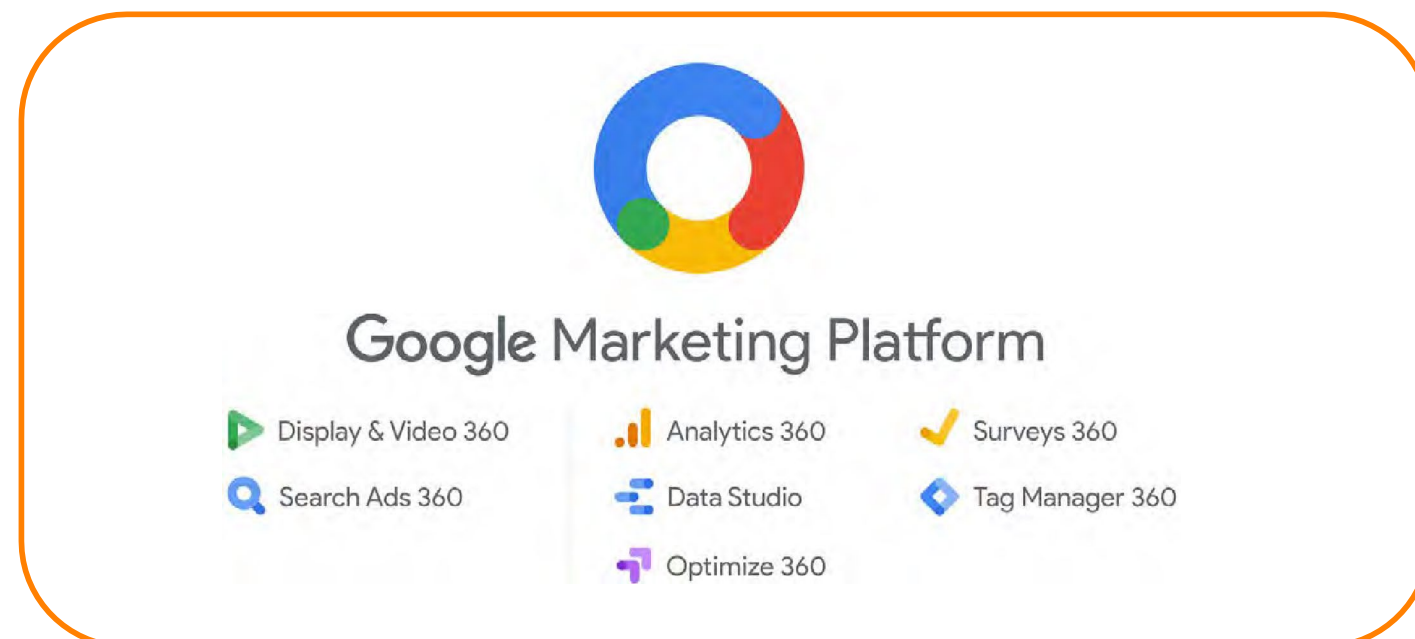 Google Marketing Platform
Display & Video 360
Search Ads 360
Analytics 360
Data Studio
Optimize 360
Surveys 360
Tag Manager 360